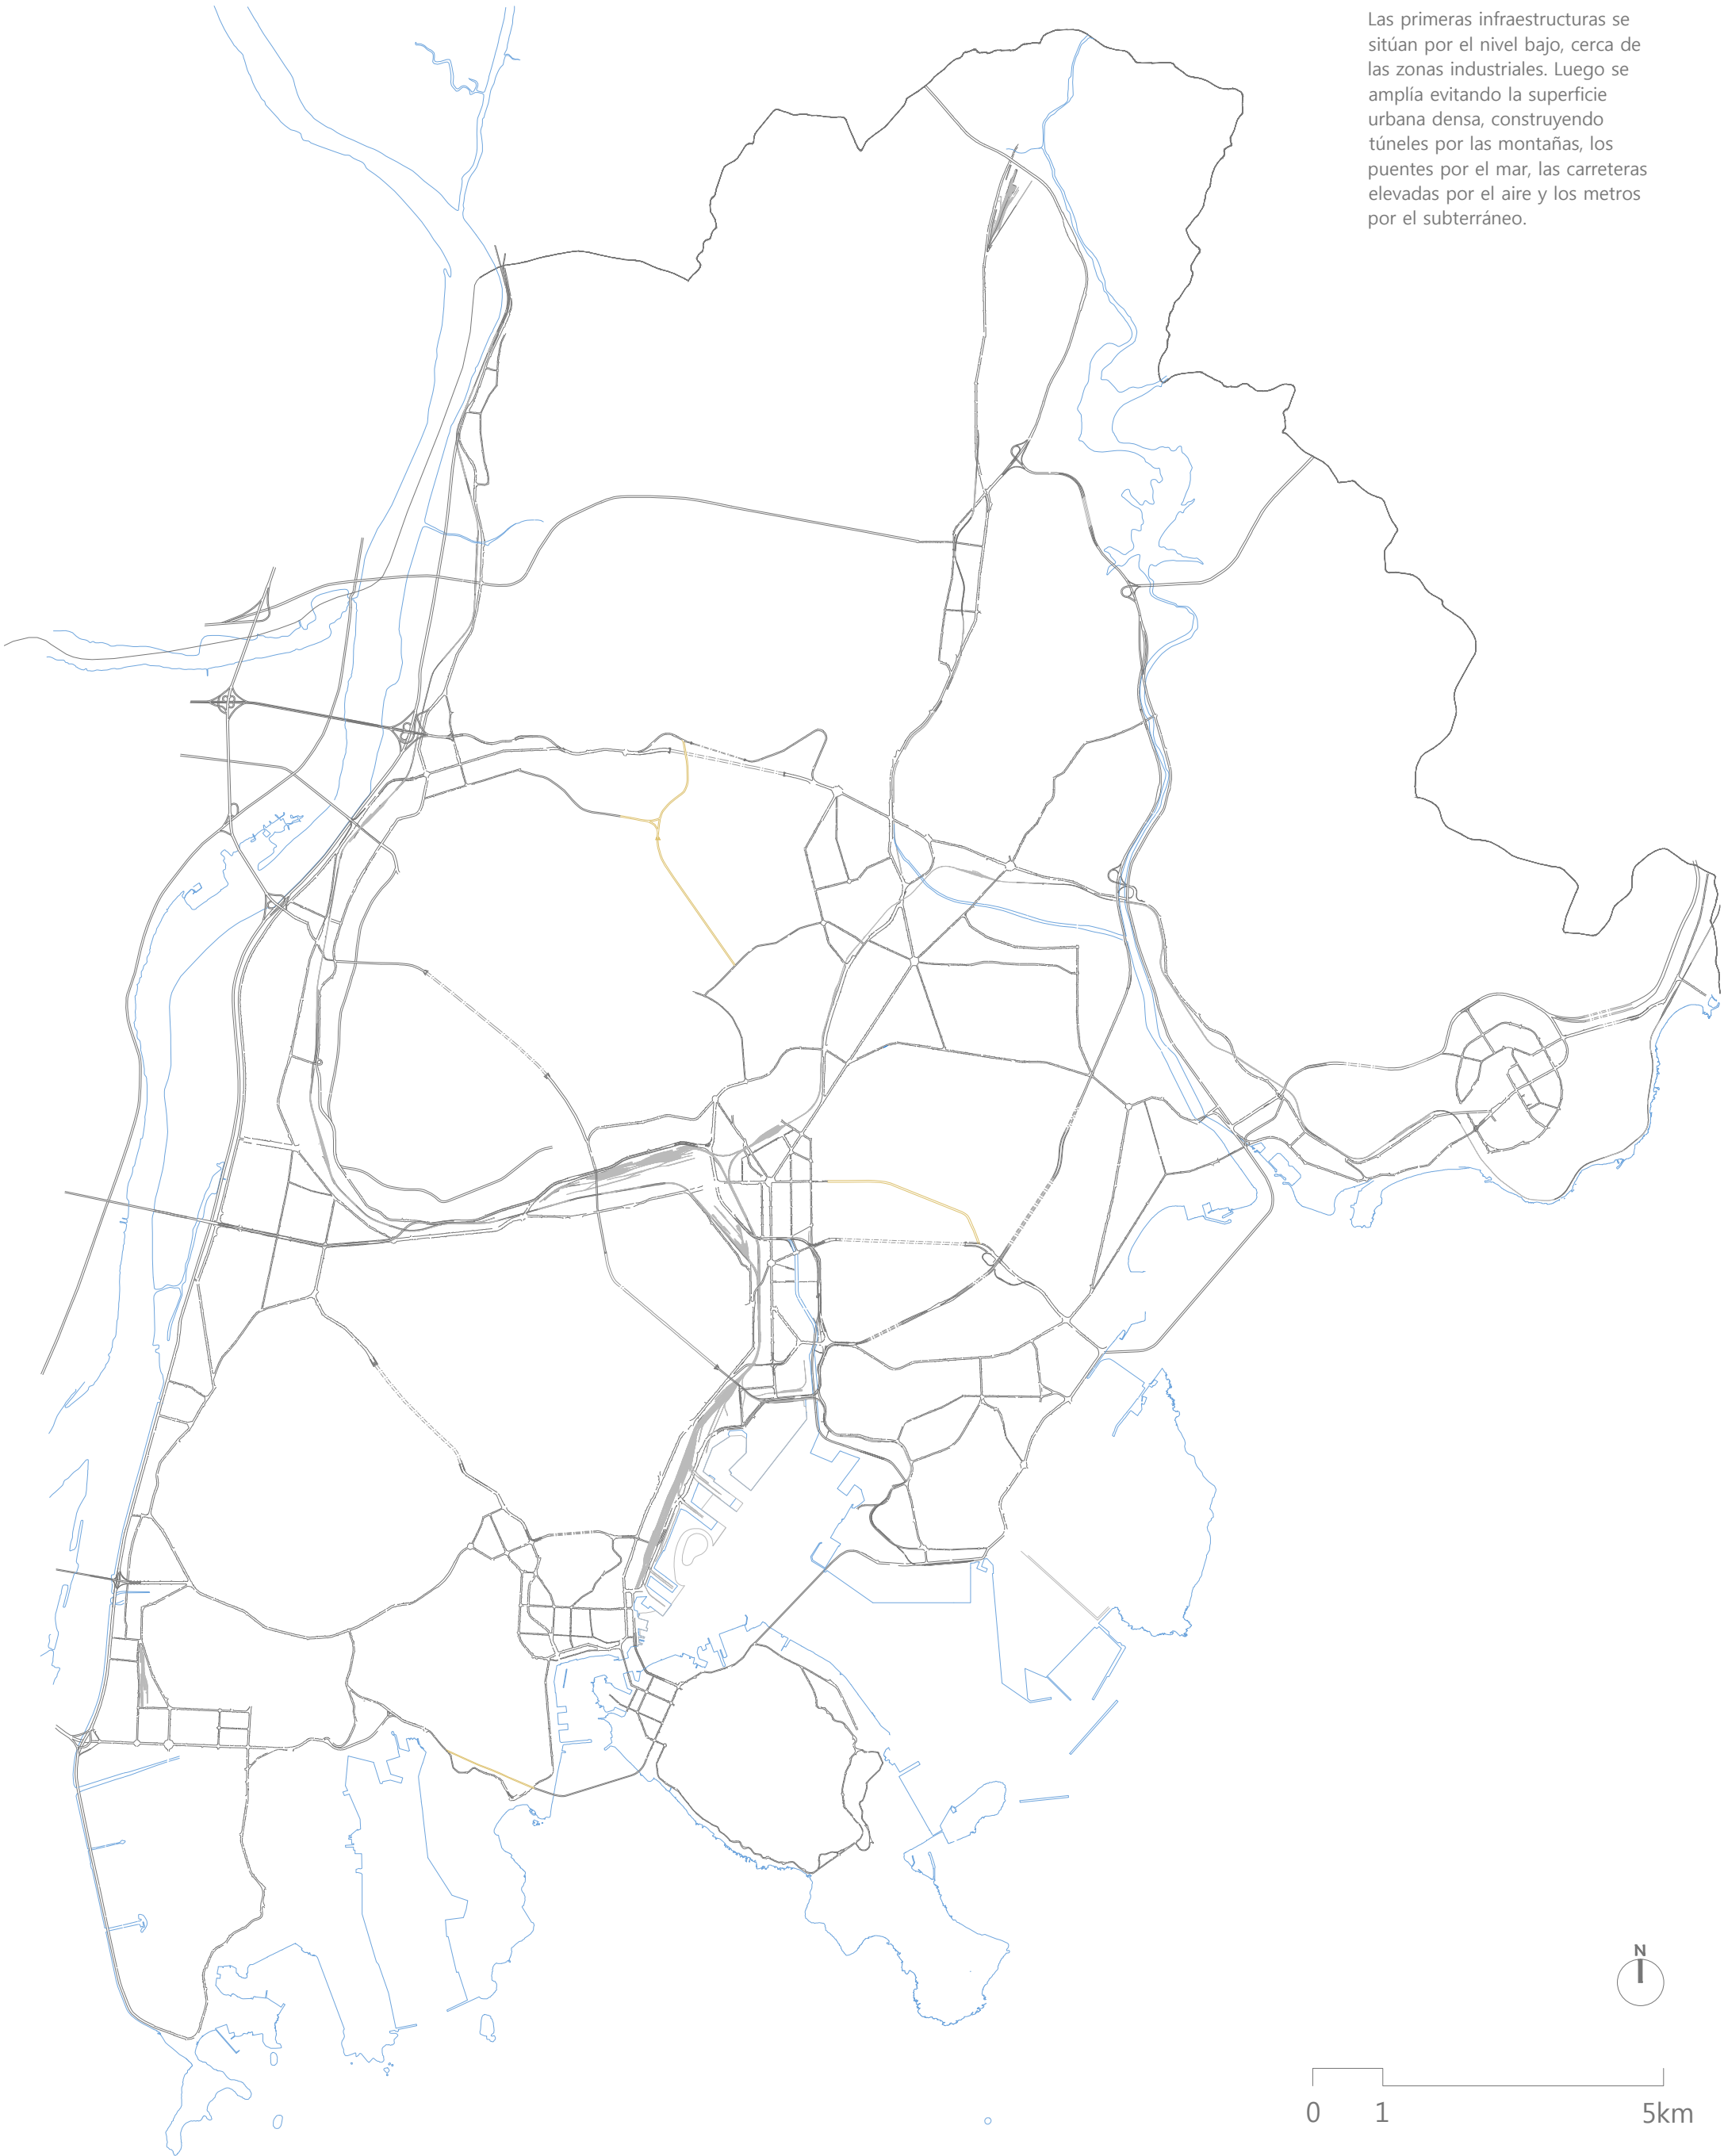 Las primeras infraestructuras se
sitúan por el nivel bajo, cerca de
las zonas industriales. Luego se
amplía evitando la superficie
urbana densa, construyendo
túneles por las montañas, los
puentes por el mar, las carreteras
elevadas por el aire y los metros
por el subterráneo.
N
0 1 5km